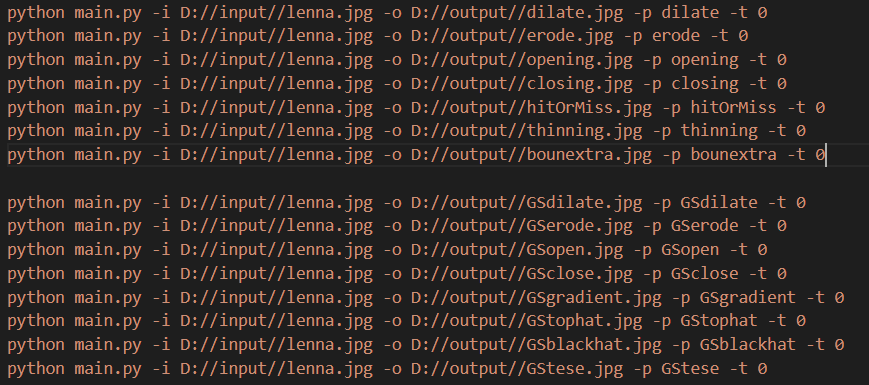 python main.py -i D://input//lenna.jpg -o D://output//dilate.jpg -p dilate -t 0
python main.py -i D://input//lenna.jpg -o D://output//erode.jpg -p erode -t 0
python main.py -i D://input//lenna.jpg -o D://output//opening.jpg -p opening -t 0
python main.py -i D://input//lenna.jpg -o D://output//closing.jpg -p closing -t 0
python main.py -i D://input//lenna.jpg -o D://output//hitOrMiss.jpg -p hitOrMiss -t 0
python main.py -i D://input//lenna.jpg -o D://output//thinning.jpg -p thinning -t 0
python main.py -i D://input//lenna.jpg -o D://output//bounextra.jpg -p bounextra -t 0
python main.py -i D://input//lenna.jpg -o D://output//GSdilate.jpg -p GSdilate -t 0
python main.py -i D://input//lenna.jpg -o D://output//GSerode.jpg -p GSerode -t 0
python main.py -i D://input//lenna.jpg -o D://output//GSopen.jpg -p GSopen -t 0
python main.py -i D://input//lenna.jpg -o D://output//GSclose.jpg -p GSclose -t 0
python main.py -i D://input//lenna.jpg -o D://output//GSgradient.jpg -p GSgradient -t 0
python main.py -i D://input//lenna.jpg -o D://output//GStophat.jpg -p GStophat -t 0
python main.py -i D://input//lenna.jpg -o D://output//GSblackhat.jpg -p GSblackhat -t 0
python main.py -i D://input//lenna.jpg -o D://output//GStese.jpg -p GStese -t 0